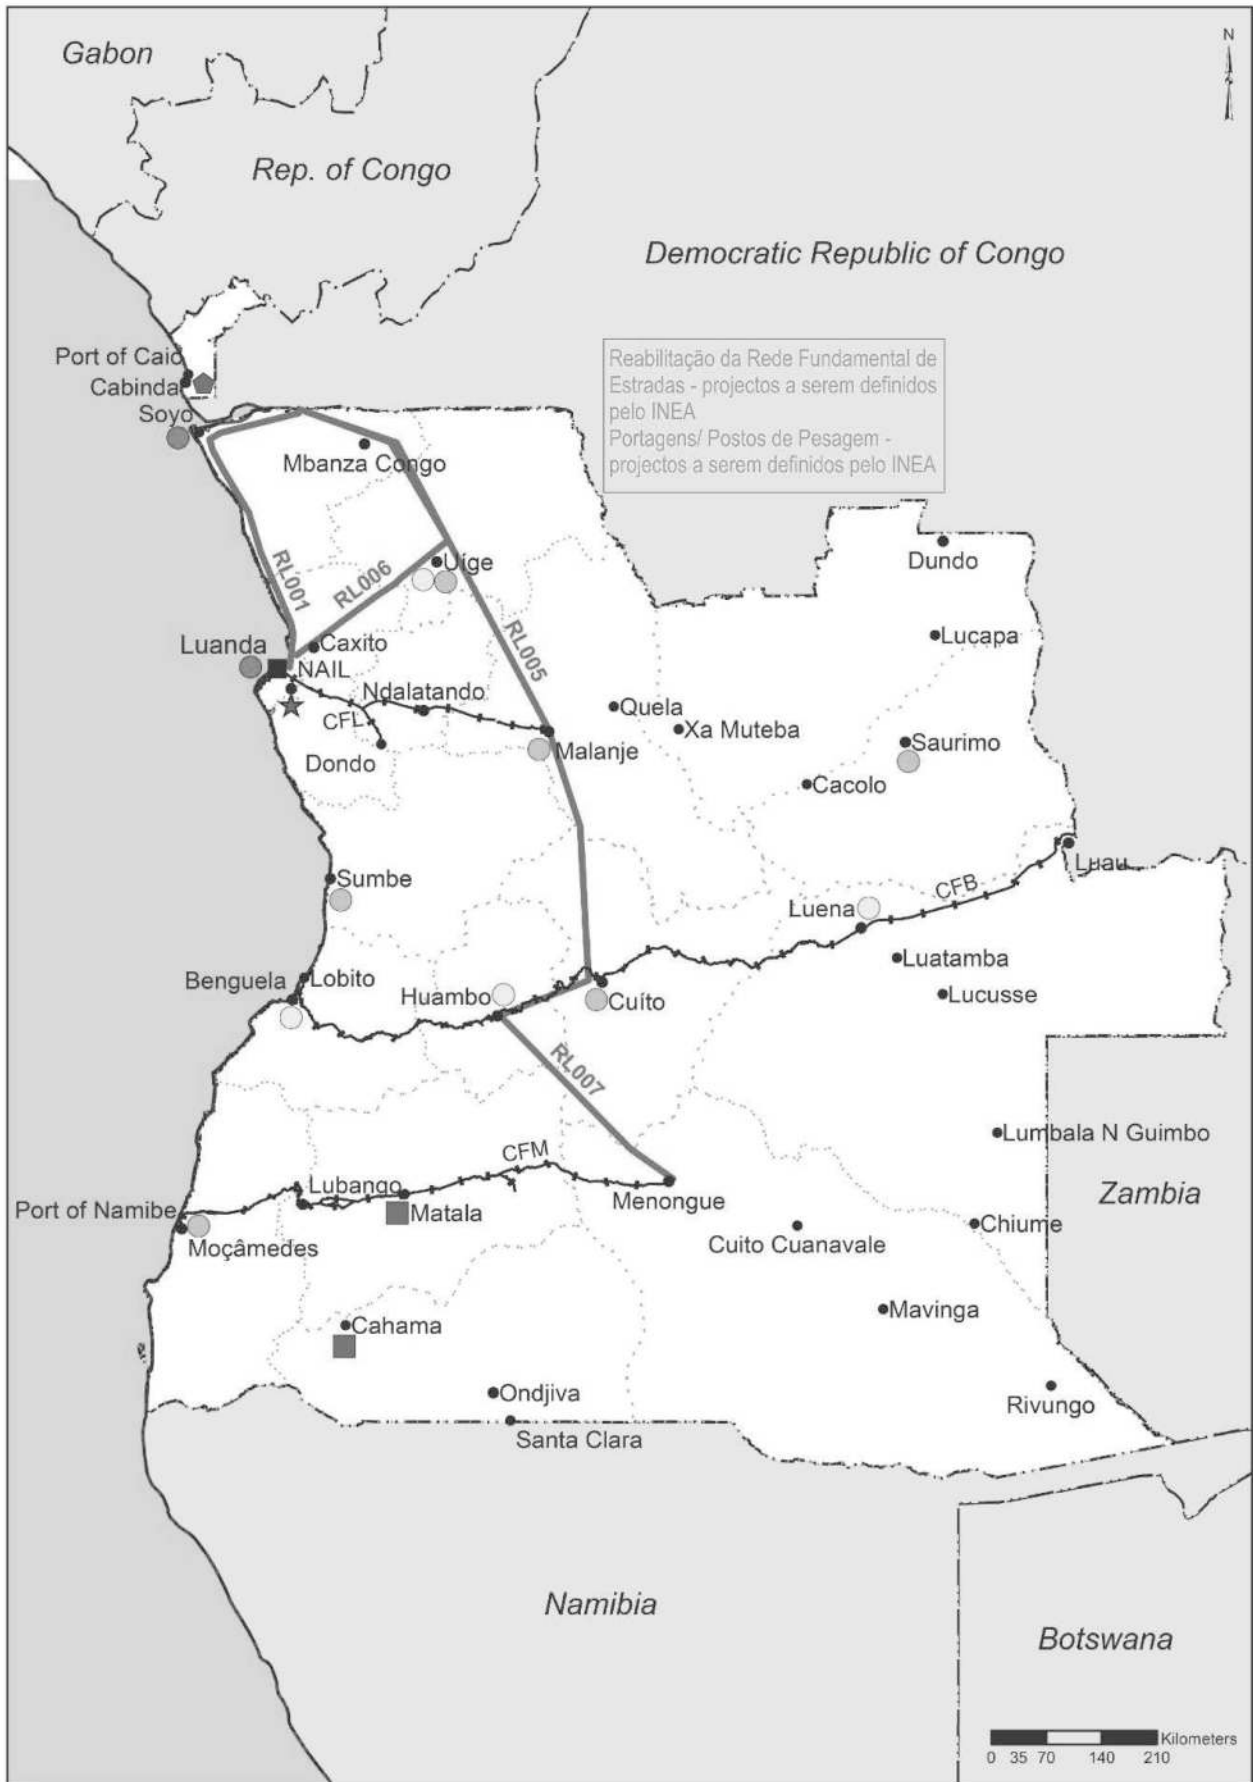 Gabon
N
Rep. of Congo
Democratic Republic of Congo
Port of Caio
Cabinda
Soyo
Reabilitação da Rede Fundamental de
Estradas - projectos a serem definidos
pelo INEA
Portagens/ Postos de Pesagem -
projectos a serem definidos pelo INEA
Mbanza Congo
Dundo
Uíge
RL001
RL006
RL005
Lucapa
Luanda
Caxito
NAIL
Ndalatando
CFL
Quela
Xa Muteba
Saurimo
Dondo
Malanje
Cacolo
Luau
Sumbe
CFB
Luena
Luatamba
Benguela
Lobito
Huambo
Cuíto
Lucusse
RL007
Lumbala N Guimbo
CFM
Lubango
Menongue
Zambia
Port of Namibe
Matala
Chiume
Moçâmedes
Cuito Cuanavale
Mavinga
Cahama
Ondjiva
Rivungo
Santa Clara
Namibia
Botswana
Kilometers
0 35 70 140 210